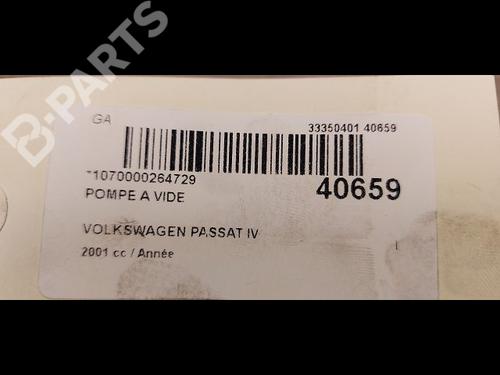 B-PARTS
GA
33350401 40659
*1070000264729
40659
POMPE A VIDE
VOLKSWAGEN PASSAT IV
2001 cc / Année